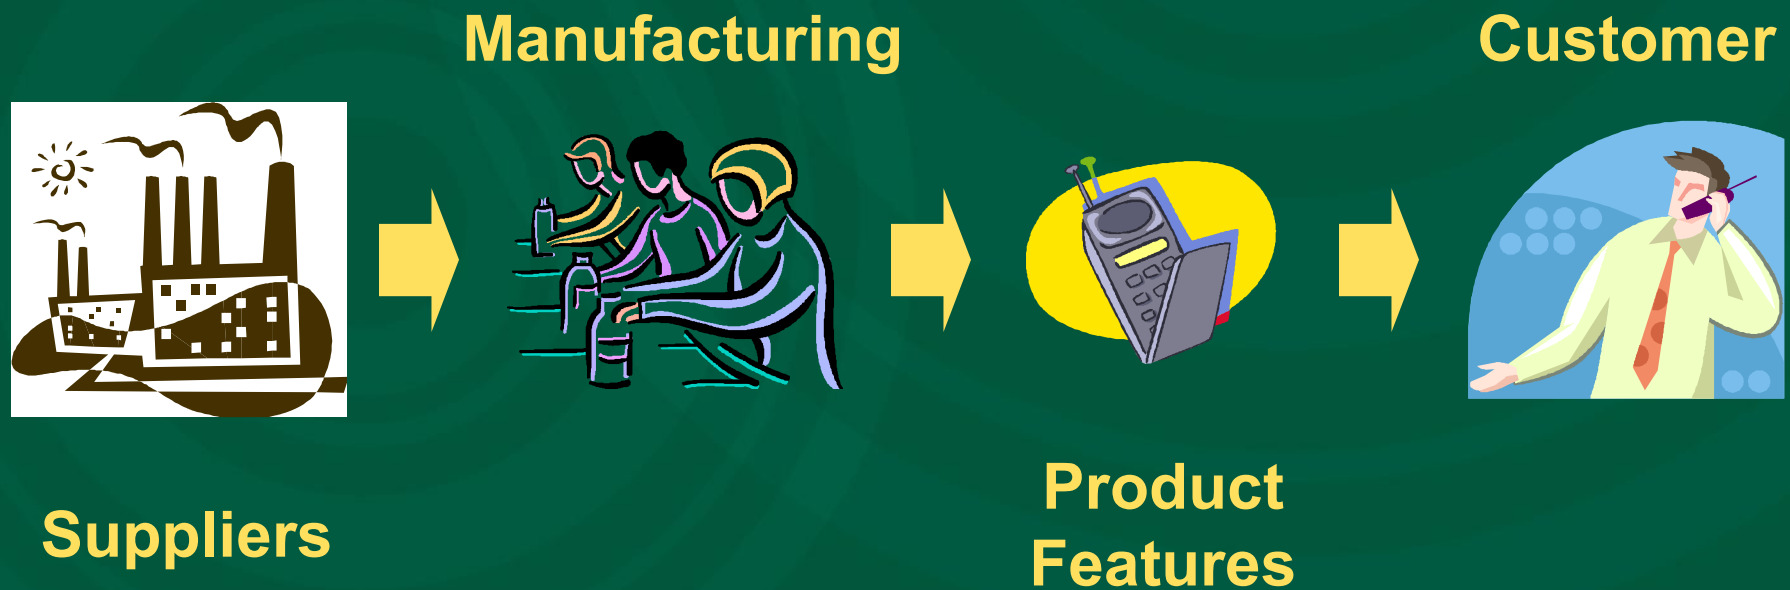 Manufacturing
Customer
Suppliers
Product
Features